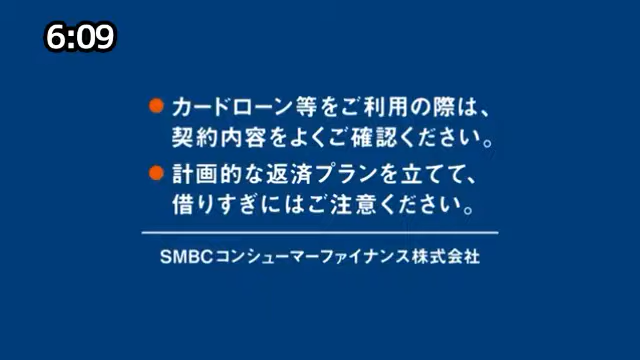 6:09
● カードローン等をご利用の際は、
契約内容をよくご確認ください。
● 計画的な返済プランを立てて、
借りすぎにはご注意ください。
SMBCコンシューマーファイナンス株式会社